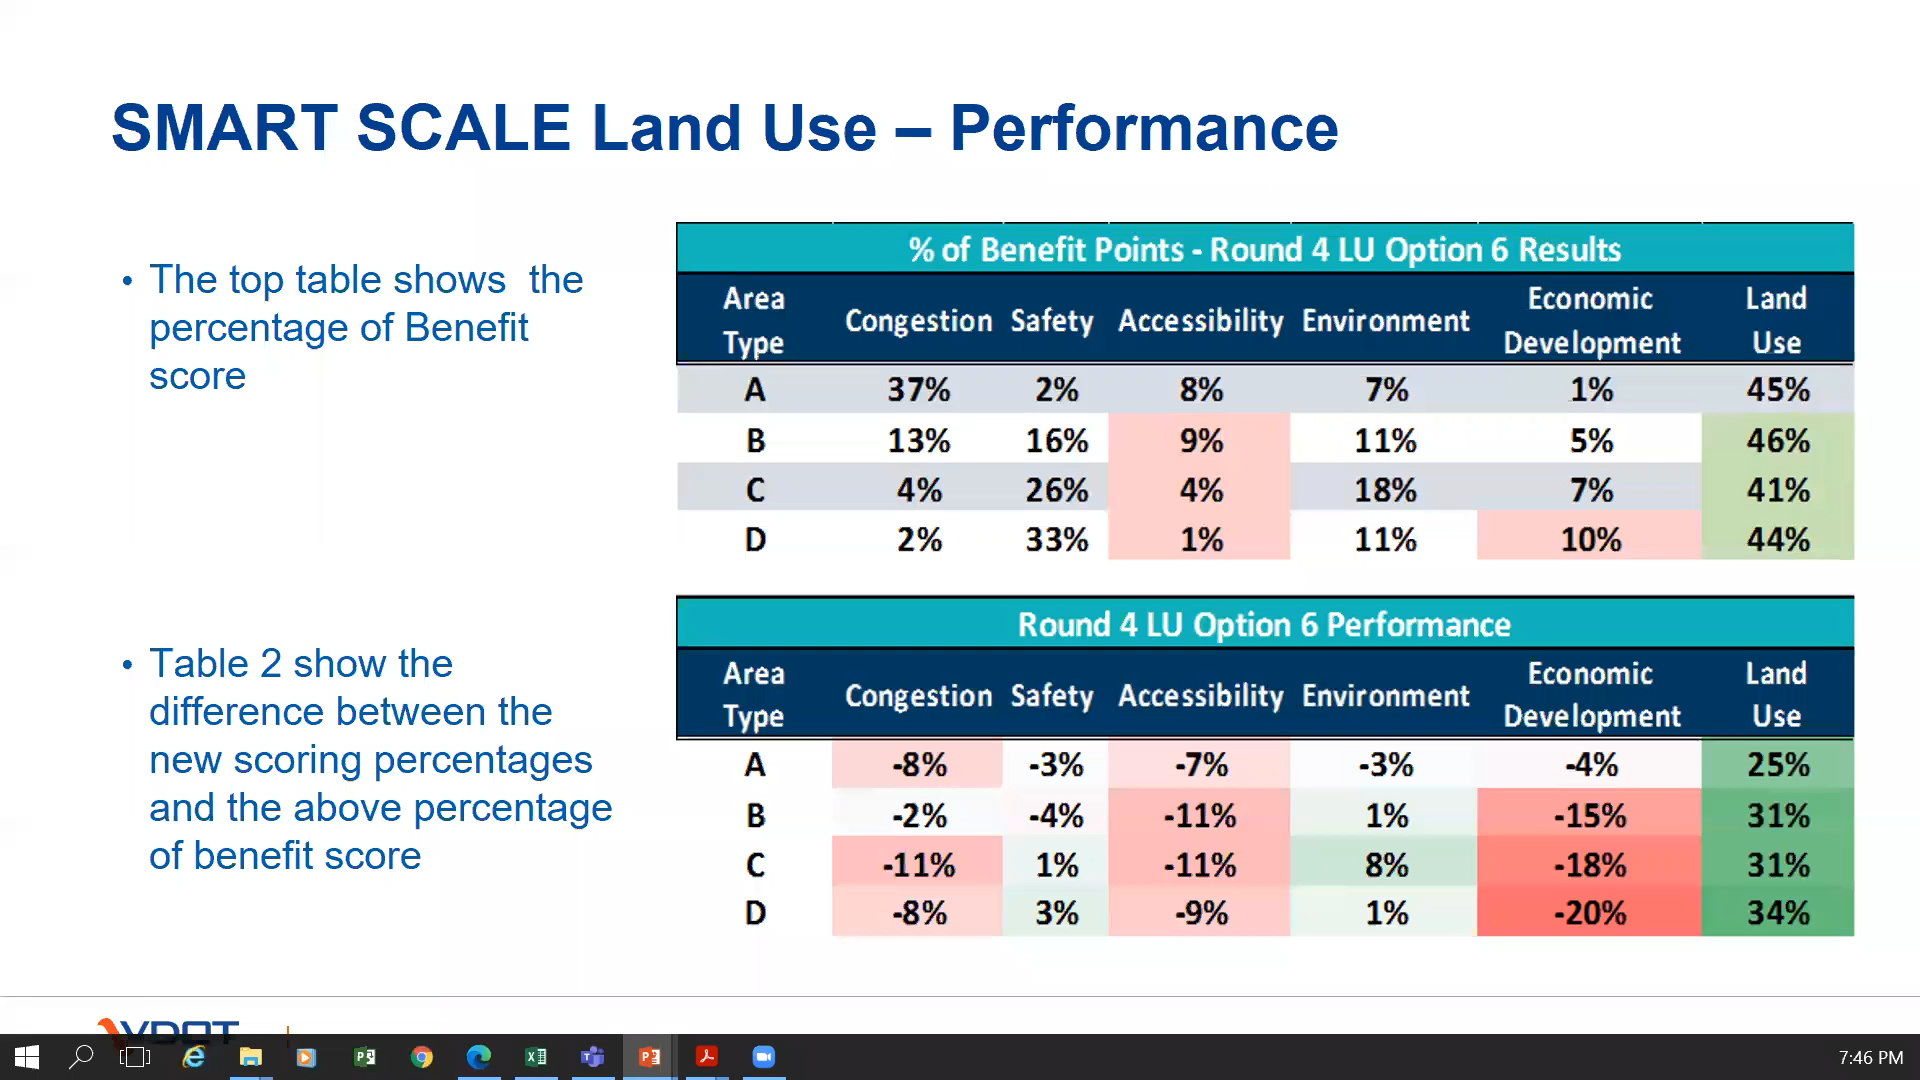 SMART SCALE Land Use – Performance
• The top table shows  the
percentage of Benefit
score
• Table 2 show the
difference between the
new scoring percentages
and the above percentage
of benefit score
% of Benefit Points - Round 4 LU Option 6 Results
Area Type Congestion Safety Accessibility Environment Economic Development Land Use
A 37% 2% 8% 7% 1% 45%
B 13% 16% 9% 11% 5% 46%
C 4% 26% 4% 18% 7% 41%
D 2% 33% 1% 11% 10% 44%
Round 4 LU Option 6 Performance
Area Type Congestion Safety Accessibility Environment Economic Development Land Use
A -8% -3% -7% -3% -4% 25%
B -2% -4% -11% 1% -15% 31%
C -11% 1% -11% 8% -18% 31%
D -8% 3% -9% 1% -20% 34%
VDOT
7:46 PM